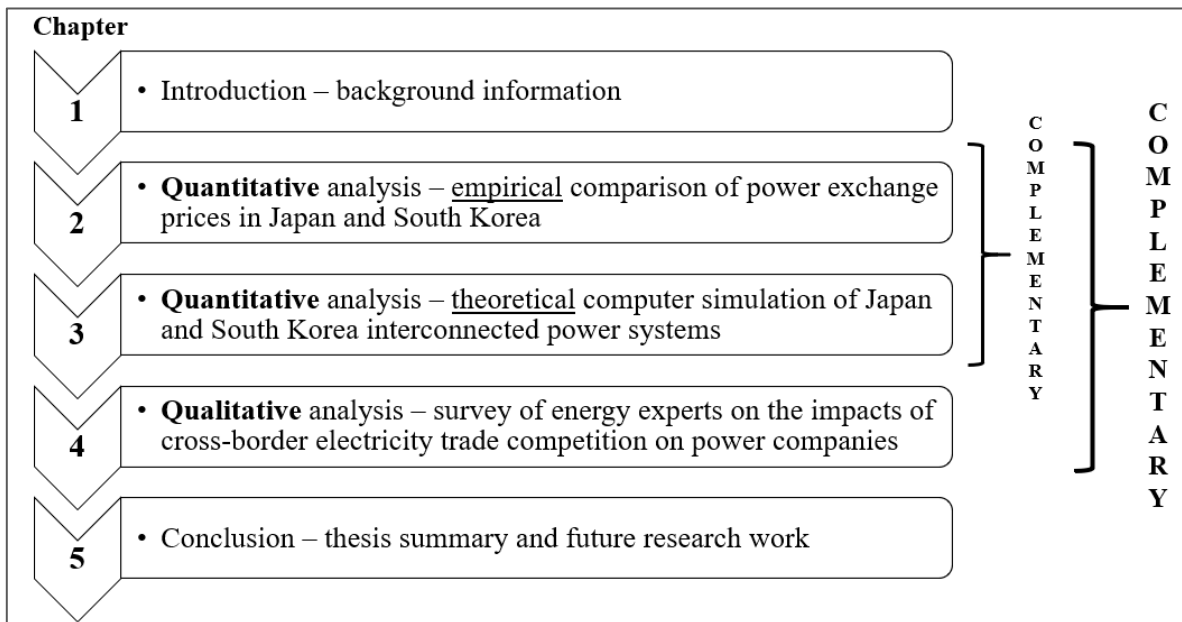 Chapter
1
• Introduction – background information
2
• Quantitative analysis – empirical comparison of power exchange
prices in Japan and South Korea
3
• Quantitative analysis – theoretical computer simulation of Japan
and South Korea interconnected power systems
4
• Qualitative analysis – survey of energy experts on the impacts of
cross-border electricity trade competition on power companies
5
• Conclusion – thesis summary and future research work
COMPLEMENTARY
COMPLEMENTARY